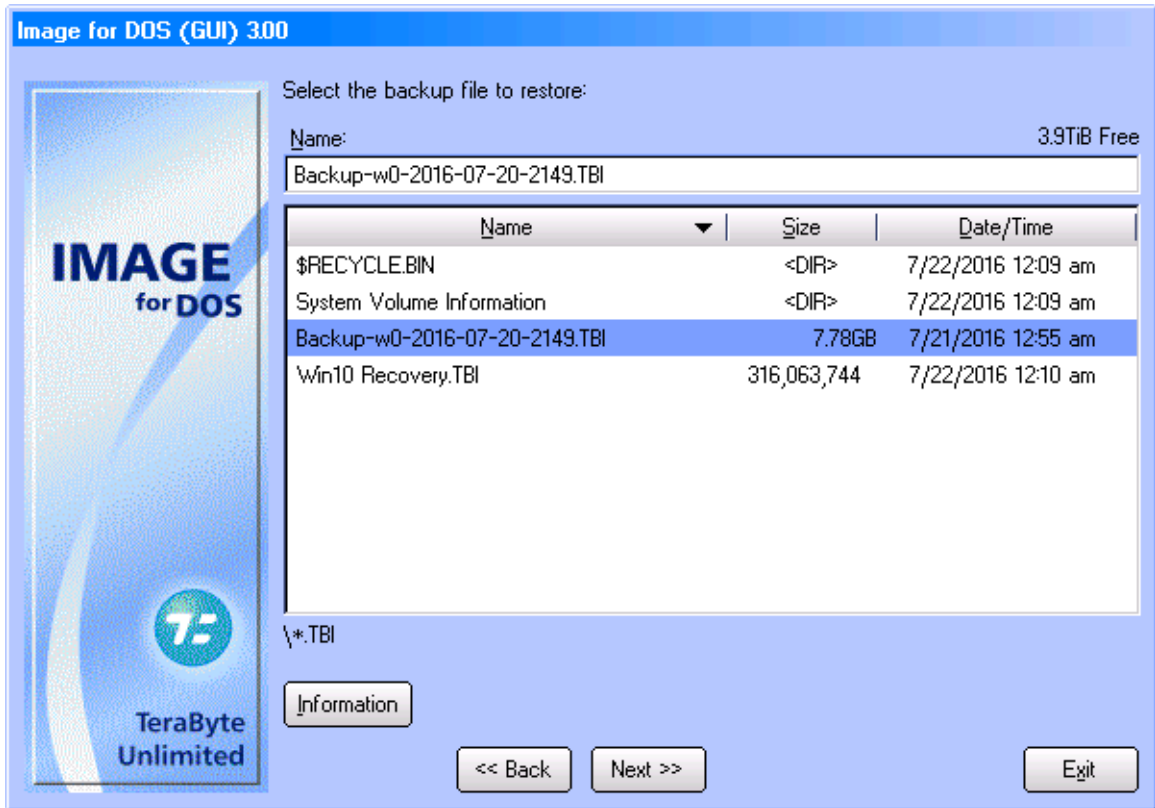 Image for DOS (GUI) 3.00
IMAGE
for DOS
TeraByte
Unlimited
Select the backup file to restore:
Name: 3.9TiB Free
Backup-w0-2016-07-20-2149.TBI
Name Size Date/Time
$RECYCLE.BIN <DIR> 7/22/2016 12:09 am
System Volume Information <DIR> 7/22/2016 12:09 am
Backup-w0-2016-07-20-2149.TBI 7.78GB 7/21/2016 12:55 am
Win10 Recovery.TBI 316,063,744 7/22/2016 12:10 am
\*.TBI
Information
<< Back Next >> Exit